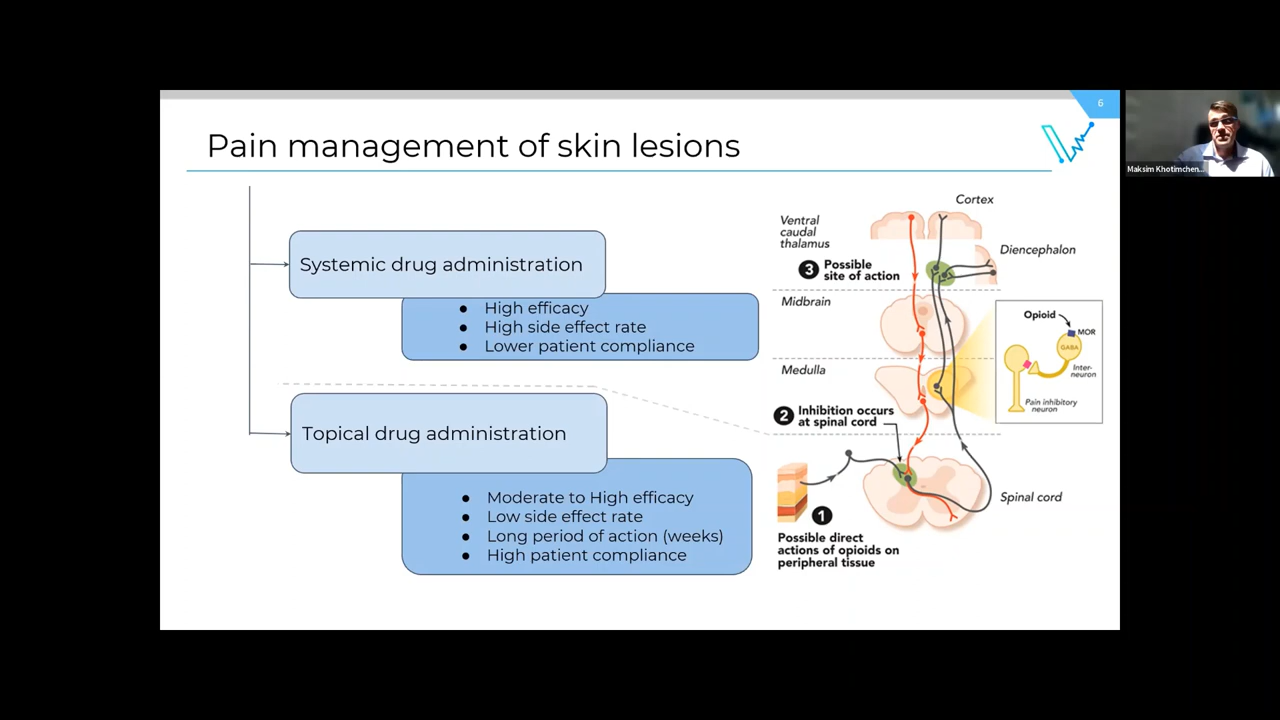 6
Pain management of skin lesions
Maksim Khotimchen...
Systemic drug administration
● High efficacy
● High side effect rate
● Lower patient compliance
Topical drug administration
● Moderate to High efficacy
● Low side effect rate
● Long period of action (weeks)
● High patient compliance
Cortex
Ventral
caudal
thalamus
Diencephalon
3 Possible
site of action
Midbrain
Opioid
MOR
GABA
Inter-
neuron
Pain inhibitory
neuron
Medulla
2 Inhibition occurs
at spinal cord
Spinal cord
1
Possible direct
actions of opioids on
peripheral tissue